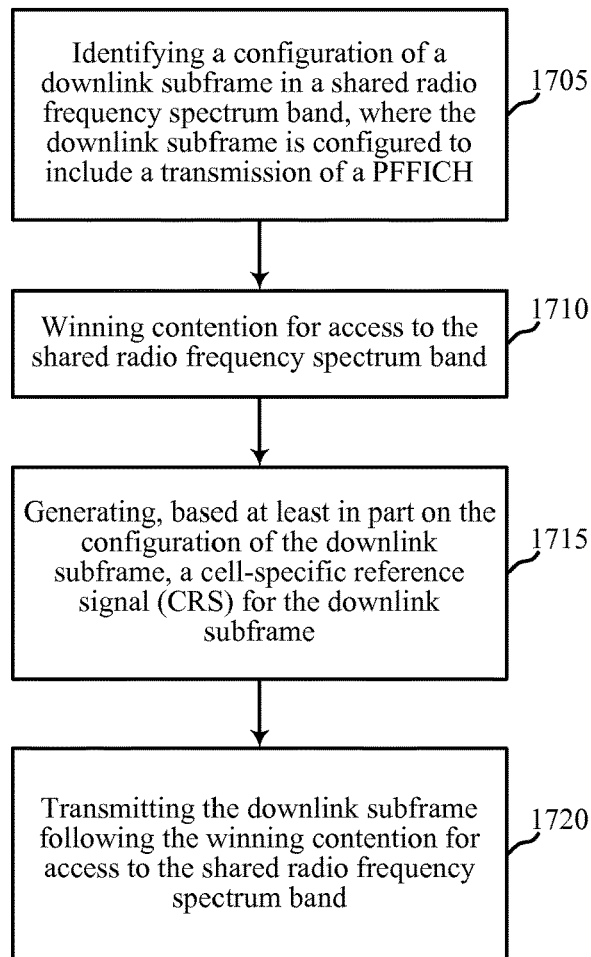 Identifying a configuration of a
downlink subframe in a shared radio
frequency spectrum band, where the
downlink subframe is configured to
include a transmission of a PFFICH
1705
Winning contention for access to the
shared radio frequency spectrum band
1710
Generating, based at least in part on the
configuration of the downlink
subframe, a cell-specific reference
signal (CRS) for the downlink
subframe
1715
Transmitting the downlink subframe
following the winning contention for
access to the shared radio frequency
spectrum band
1720